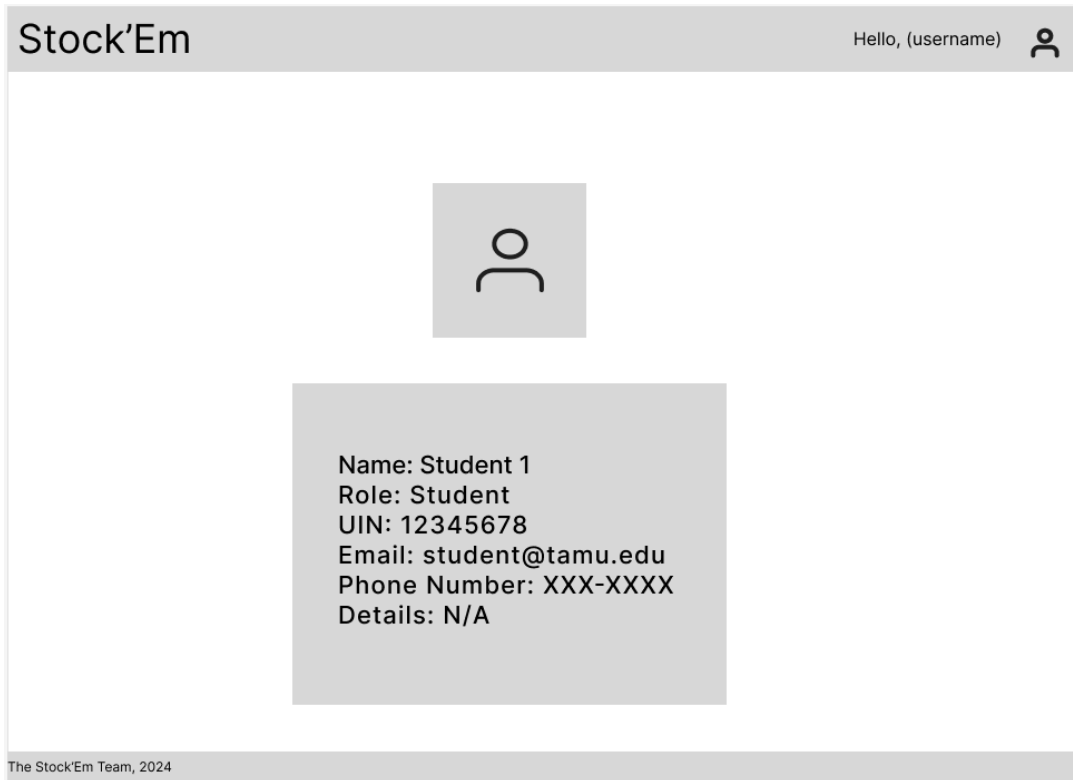 Stock’Em
Hello, (username)
Name: Student 1
Role: Student
UIN: 12345678
Email: student@tamu.edu
Phone Number: XXX-XXXX
Details: N/A
The Stock’Em Team, 2024